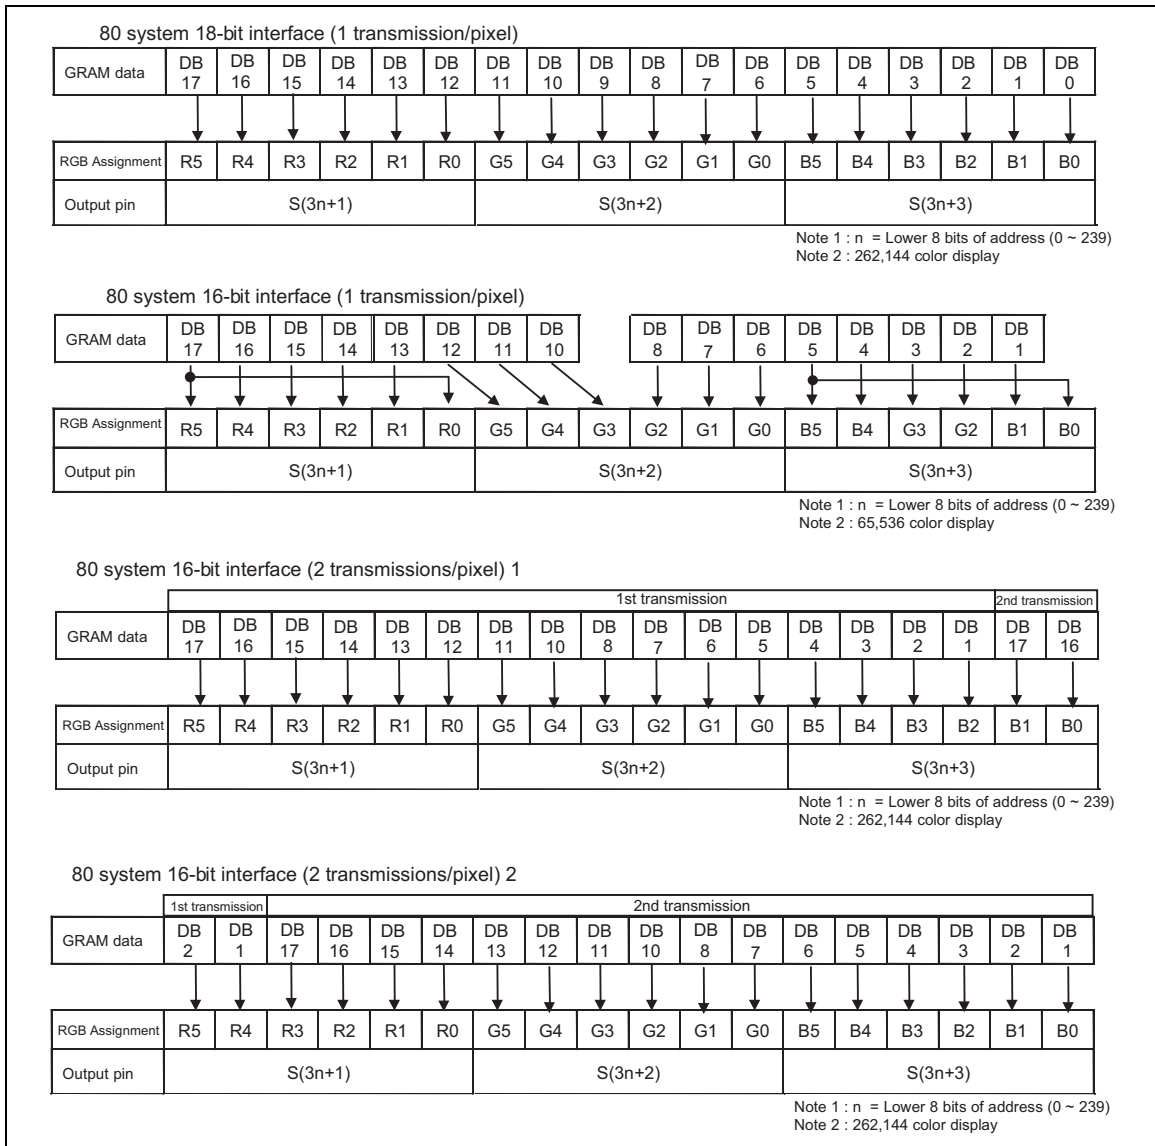 80 system 18-bit interface (1 transmission/pixel)
GRAM data DB 17 DB 16 DB 15 DB 14 DB 13 DB 12 DB 11 DB 10 DB 9 DB 8 DB 7 DB 6 DB 5 DB 4 DB 3 DB 2 DB 1 DB 0
RGB Assignment R5 R4 R3 R2 R1 R0 G5 G4 G3 G2 G1 G0 B5 B4 B3 B2 B1 B0
Output pin S(3n+1) S(3n+2) S(3n+3)
Note 1 : n = Lower 8 bits of address (0 ~ 239)
Note 2 : 262,144 color display
80 system 16-bit interface (1 transmission/pixel)
GRAM data DB 17 DB 16 DB 15 DB 14 DB 13 DB 12 DB 11 DB 10 DB 8 DB 7 DB 6 DB 5 DB 4 DB 3 DB 2 DB 1
RGB Assignment R5 R4 R3 R2 R1 R0 G5 G4 G3 G2 G1 G0 B5 B4 G3 G2 B1 B0
Output pin S(3n+1) S(3n+2) S(3n+3)
Note 1 : n = Lower 8 bits of address (0 ~ 239)
Note 2 : 65,536 color display
80 system 16-bit interface (2 transmissions/pixel) 1
1st transmission 2nd transmission
GRAM data DB 17 DB 16 DB 15 DB 14 DB 13 DB 12 DB 11 DB 10 DB 8 DB 7 DB 6 DB 5 DB 4 DB 3 DB 2 DB 1 DB 17 DB 16
RGB Assignment R5 R4 R3 R2 R1 R0 G5 G4 G3 G2 G1 G0 B5 B4 B3 B2 B1 B0
Output pin S(3n+1) S(3n+2) S(3n+3)
Note 1 : n = Lower 8 bits of address (0 ~ 239)
Note 2 : 262,144 color display
80 system 16-bit interface (2 transmissions/pixel) 2
1st transmission 2nd transmission
GRAM data DB 2 DB 1 DB 17 DB 16 DB 15 DB 14 DB 13 DB 12 DB 11 DB 10 DB 8 DB 7 DB 6 DB 5 DB 4 DB 3 DB 2 DB 1
RGB Assignment R5 R4 R3 R2 R1 R0 G5 G4 G3 G2 G1 G0 B5 B4 B3 B2 B1 B0
Output pin S(3n+1) S(3n+2) S(3n+3)
Note 1 : n = Lower 8 bits of address (0 ~ 239)
Note 2 : 262,144 color display